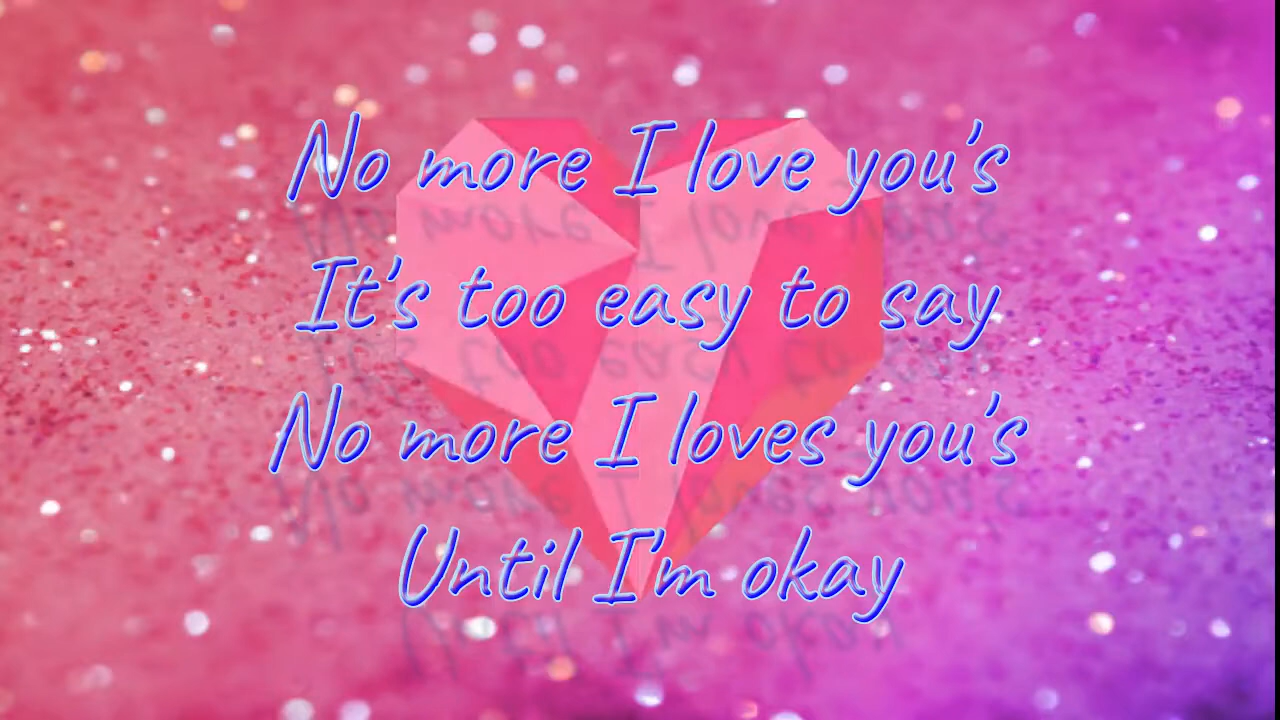 No more I love you's
It's too easy to say
No more I loves you's
Until I'm okay